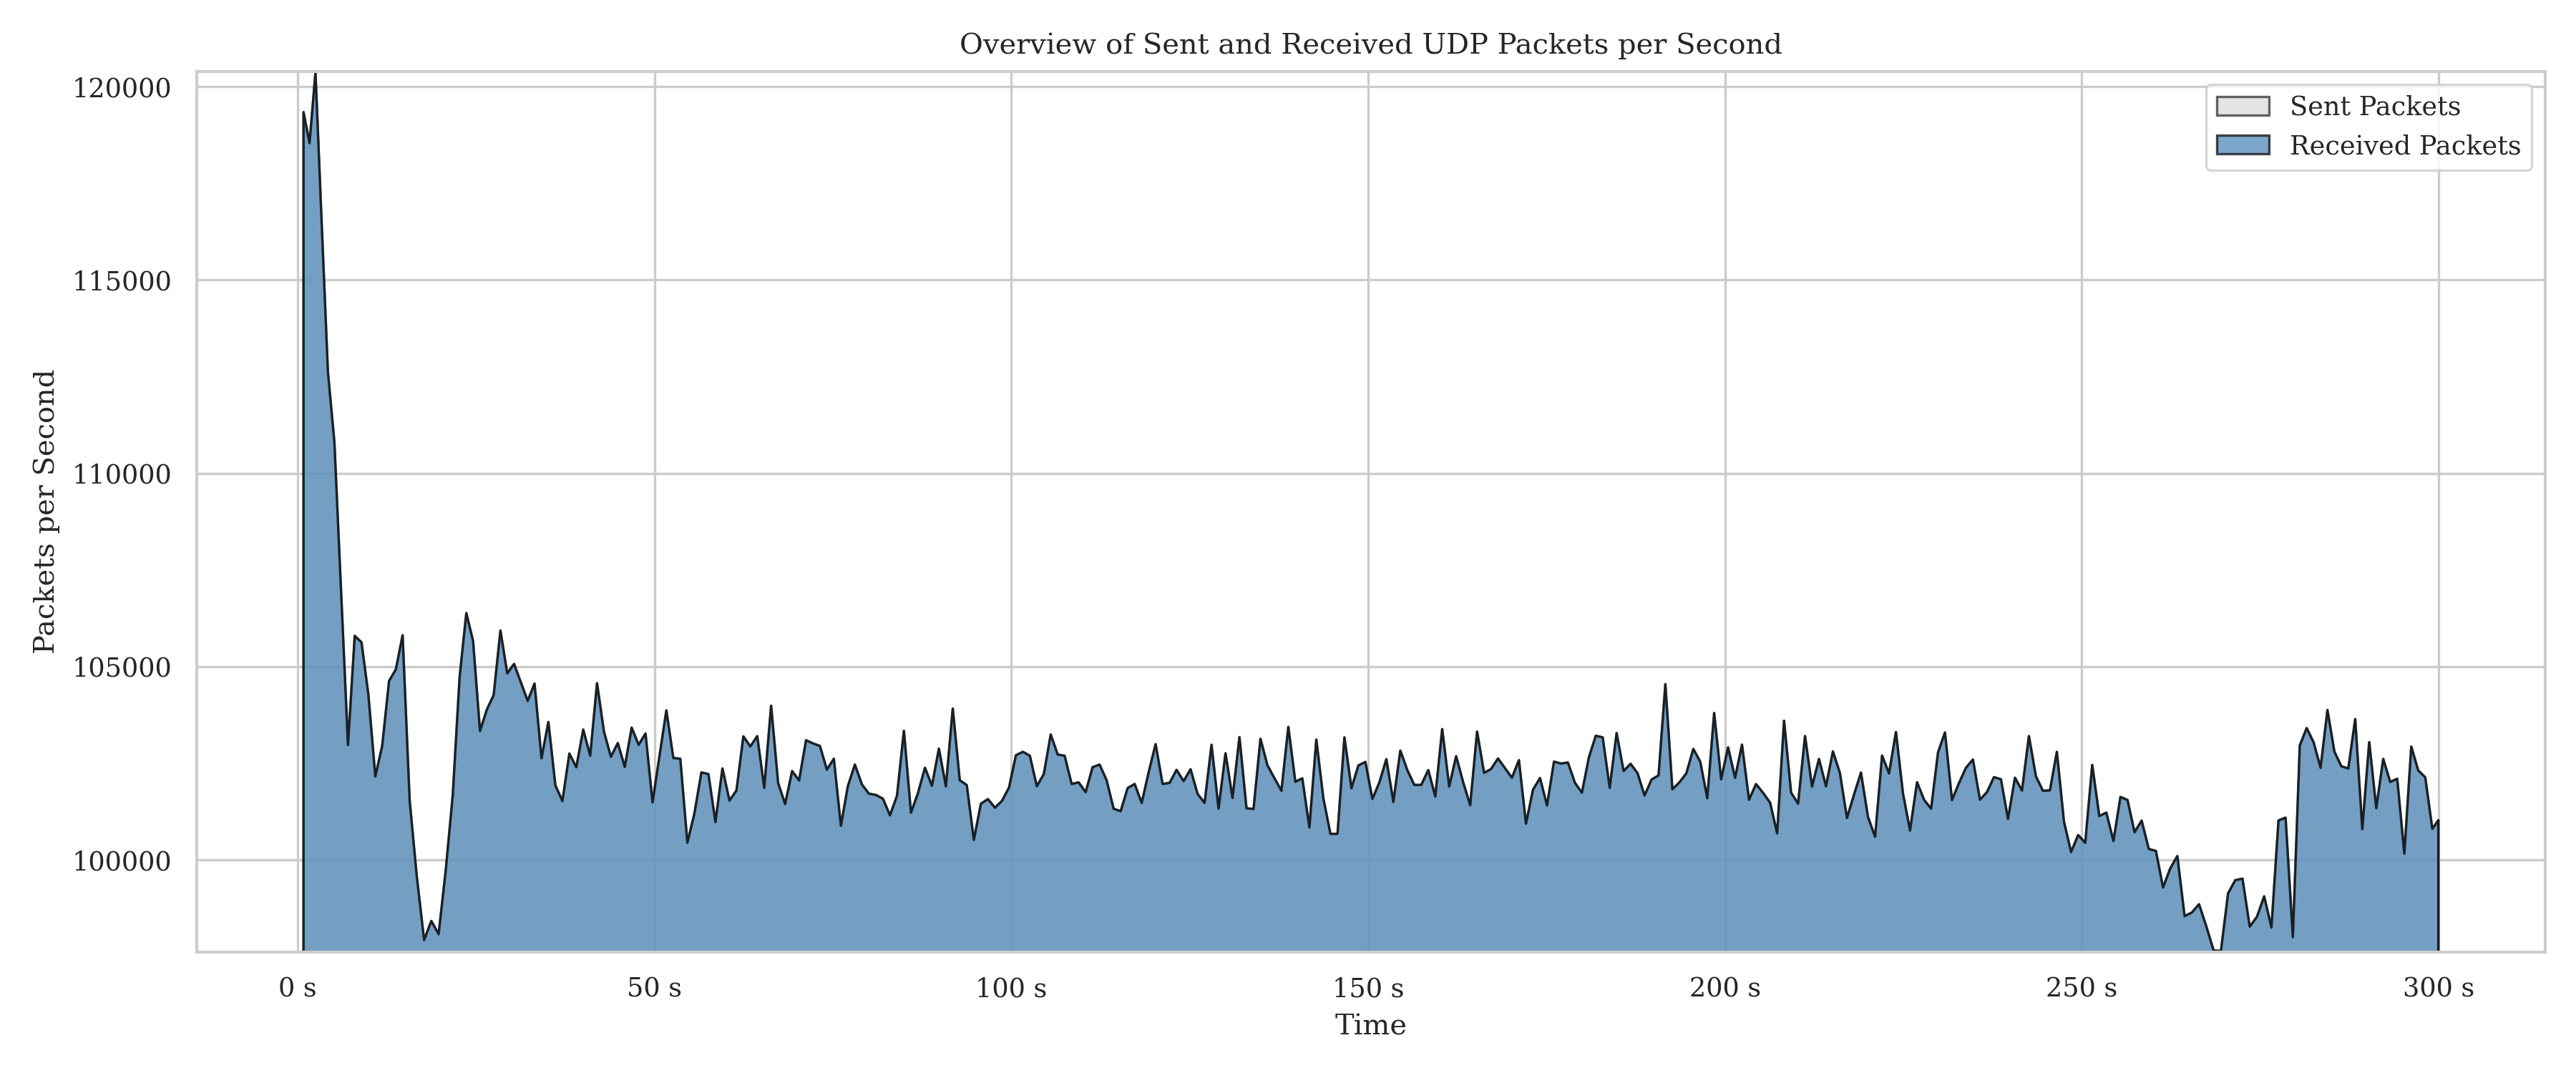 Overview of Sent and Received UDP Packets per Second
120000
115000
110000
105000
100000
Packets per Second
Sent Packets
Received Packets
0 s 50 s 100 s 150 s 200 s 250 s 300 s
Time